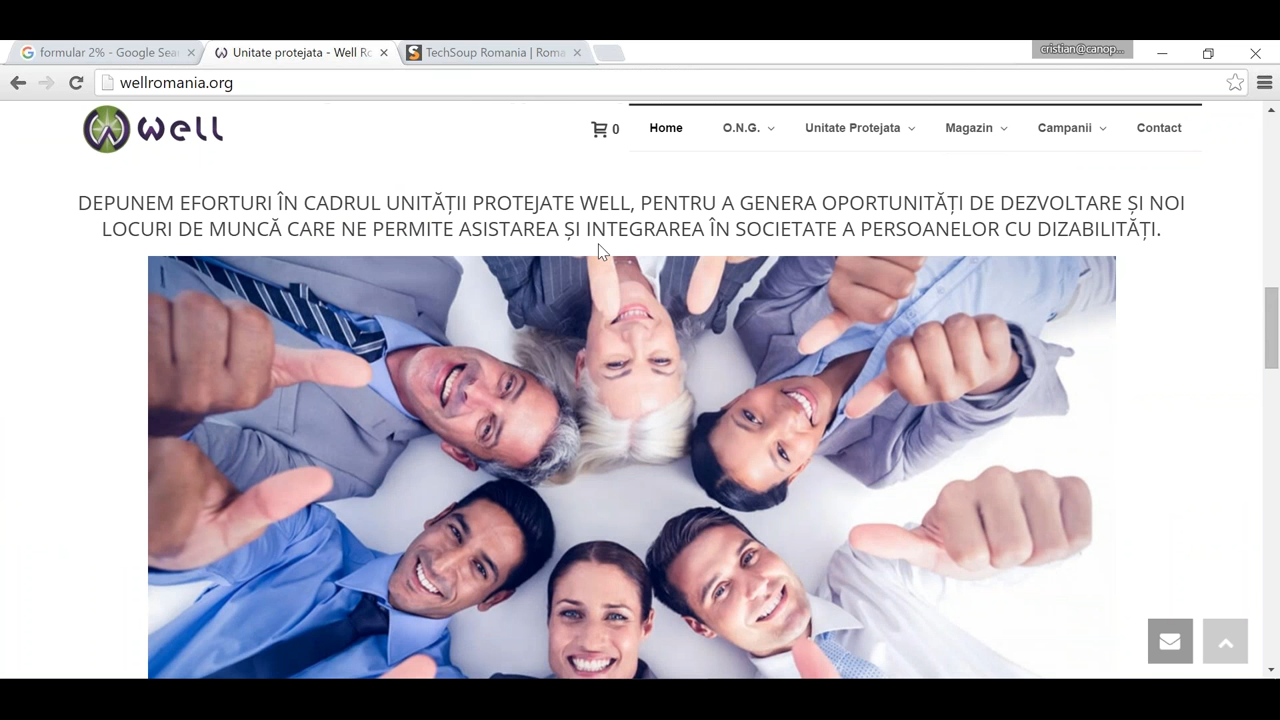 formular 2% - Google Sea
Unitate protejata - Well Ro
TechSoup Romania | Roma
cristian@canop...
wellromania.org
well
0
Home
O.N.G.
Unitate Protejata
Magazin
Campanii
Contact
DEPUNEM EFORTURI ÎN CADRUL UNITĂȚII PROTEJATE WELL, PENTRU A GENERA OPORTUNITĂȚI DE DEZVOLTARE ȘI NOI
LOCURI DE MUNCĂ CARE NE PERMITE ASISTAREA ȘI INTEGRAREA ÎN SOCIETATE A PERSOANELOR CU DIZABILITĂȚI.